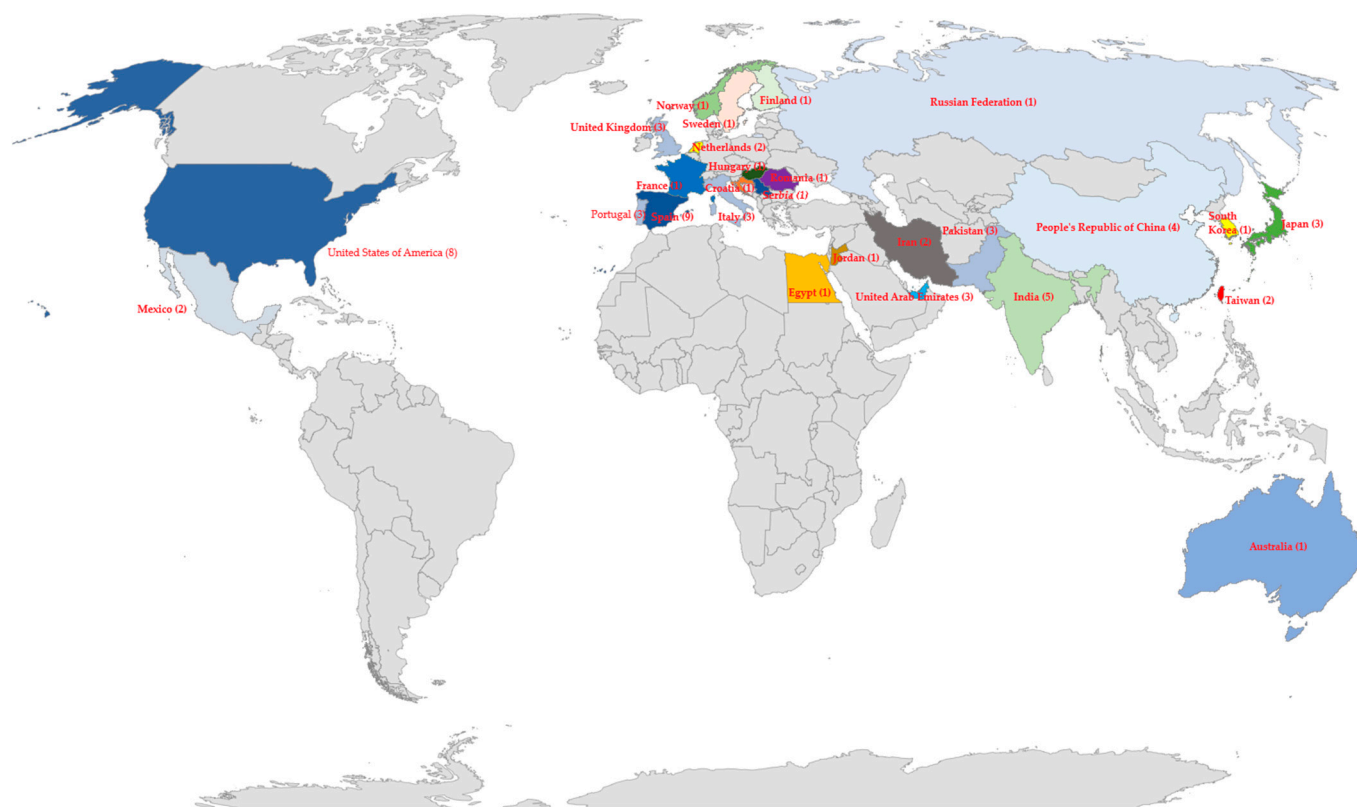 Norway (1)
Finland (1)
Russian Federation (1)
Sweden (1)
United Kingdom (3)
Netherlands (2)
Hungary (1)
Romania (1)
France (1)
Croatia (1)
Serbia (1)
Portugal (3)
Spain (9)
Italy (3)
United States of America (8)
Mexico (2)
Jordan (1)
Egypt (1)
Iran (2)
Pakistan (3)
United Arab Emirates (3)
India (5)
People's Republic of China (4)
South
Korea (1)
Japan (3)
Taiwan (2)
Australia (1)